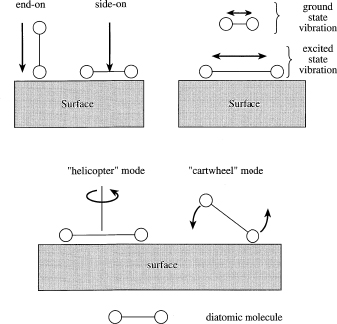 end-on
side-on
ground
state
vibration
excited
state
vibration
Surface
Surface
"helicopter" mode
"cartwheel" mode
surface
diatomic molecule